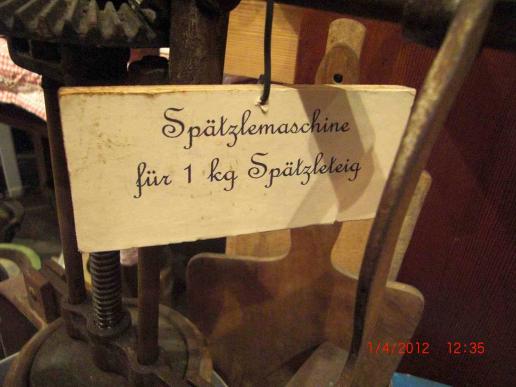 Spätzlemaschine
für 1 kg Spätzleteig
1/4/2012 12:35